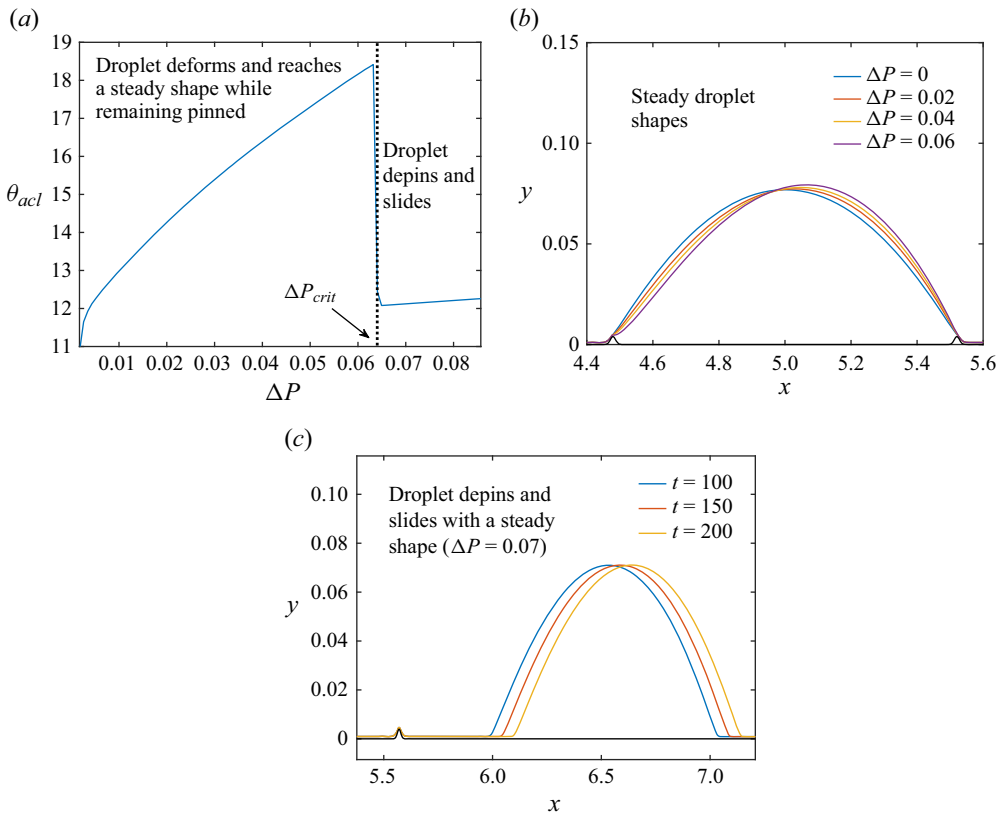 (a)
19
18
17
16
15
14
13
12
11
θacl
Droplet deforms and reaches
a steady shape while
remaining pinned
Droplet
depins and
slides
ΔPcrit
0.01 0.02 0.03 0.04 0.05 0.06 0.07 0.08
ΔP
(b)
0.15
0.10
0.05
0
y
Steady droplet
shapes
ΔP = 0
ΔP = 0.02
ΔP = 0.04
ΔP = 0.06
4.4 4.6 4.8 5.0 5.2 5.4 5.6
x
(c)
0.10
0.08
0.06
0.04
0.02
0
y
Droplet depins and
slides with a steady
shape (ΔP = 0.07)
t = 100
t = 150
t = 200
5.5 6.0 6.5 7.0
x